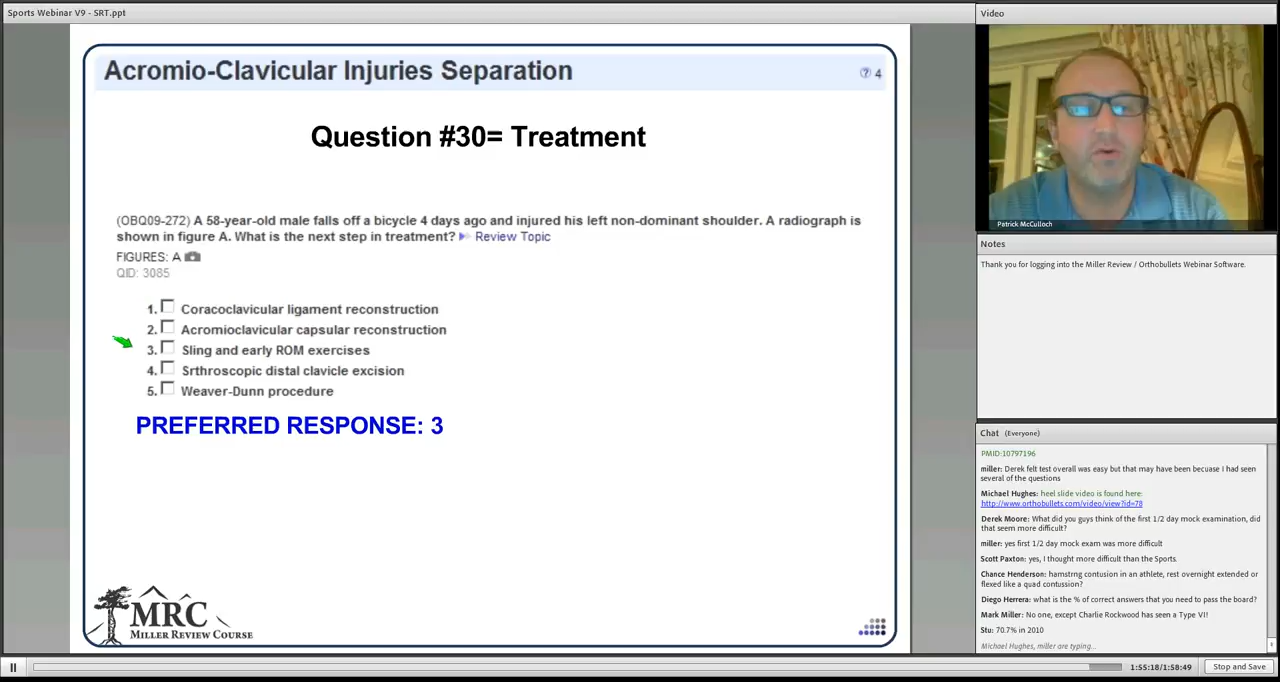 Sports Webinar V9 - SRT.ppt
Acromio-Clavicular Injuries Separation
? 4
Question #30= Treatment
(OBQ09-272) A 58-year-old male falls off a bicycle 4 days ago and injured his left non-dominant shoulder. A radiograph is
shown in figure A. What is the next step in treatment? Review Topic
FIGURES: A
QID: 3085
1. Coracoclavicular ligament reconstruction
2. Acromioclavicular capsular reconstruction
3. Sling and early ROM exercises
4. Srthroscopic distal clavicle excision
5. Weaver-Dunn procedure
PREFERRED RESPONSE: 3
MRC
MILLER REVIEW COURSE
Video
Patrick McCulloch
Notes
Thank you for logging into the Miller Review / Orthobullets Webinar Software.
Chat (Everyone)
PMID:10797196
miller: Derek felt test overall was easy but that may have been becuase I had seen
several of the questions
Michael Hughes: heel slide video is found here:
http://www.orthobullets.com/video/view?id=78
Derek Moore: What did you guys think of the first 1/2 day mock examination, did
that seem more difficult?
miller: yes first 1/2 day mock exam was more difficult
Scott Paxton: yes, I thought more difficult than the Sports.
Chance Henderson: hamstrng contusion in an athlete, rest overnight extended or
flexed like a quad contussion?
Diego Herrera: what is the % of correct answers that you need to pass the board?
Mark Miller: No one, except Charlie Rockwood has seen a Type VI!
Stu: 70.7% in 2010
Michael Hughes, miller are typing...
1:55:18/1:58:49
Stop and Save